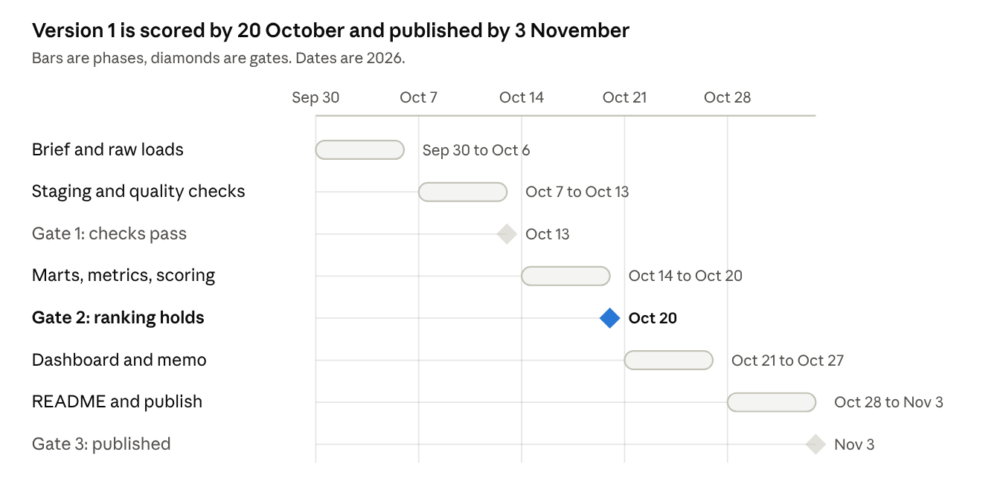 Version 1 is scored by 20 October and published by 3 November
Bars are phases, diamonds are gates. Dates are 2026.
Sep 30 Oct 7 Oct 14 Oct 21 Oct 28
Brief and raw loads Sep 30 to Oct 6
Staging and quality checks Oct 7 to Oct 13
Gate 1: checks pass Oct 13
Marts, metrics, scoring Oct 14 to Oct 20
Gate 2: ranking holds Oct 20
Dashboard and memo Oct 21 to Oct 27
README and publish Oct 28 to Nov 3
Gate 3: published Nov 3